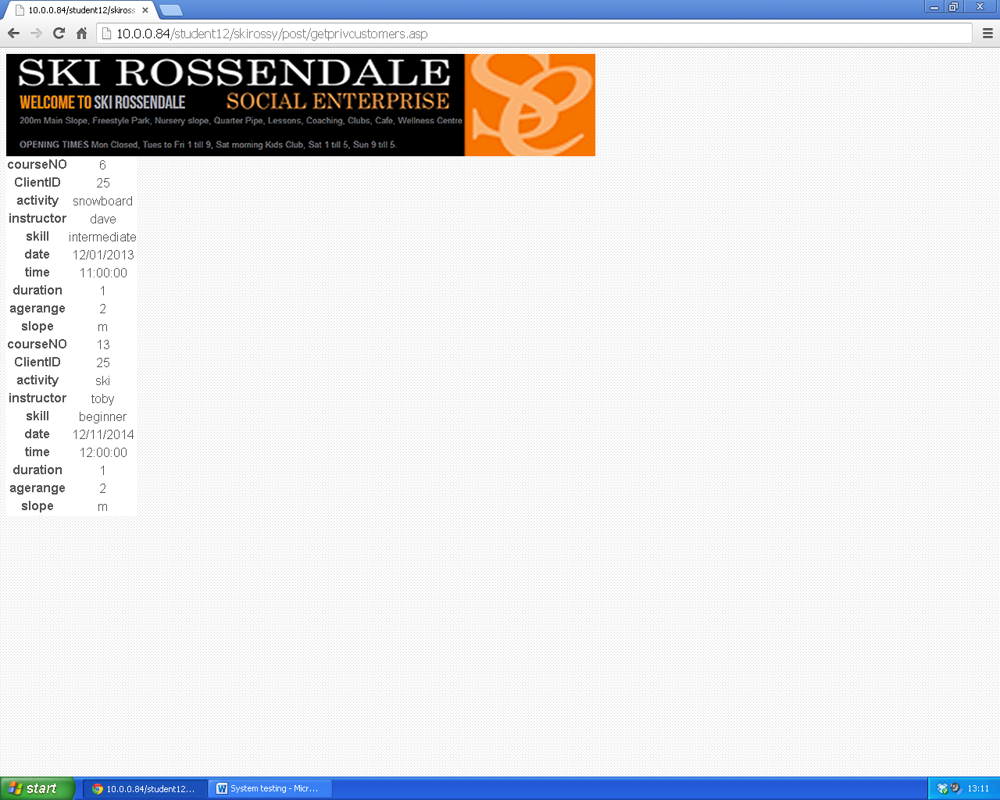 10.0.0.84/student12/skiross
10.0.0.84/student12/skirossy/post/getprivcustomers.asp
SKI ROSSENDALE
WELCOME TO SKI ROSSENDALE SOCIAL ENTERPRISE
200m Main Slope, Freestyle Park, Nursery slope, Quarter Pipe, Lessons, Coaching, Clubs, Cafe, Wellness Centre
OPENING TIMES Mon Closed, Tues to Fri 1 till 9, Sat morning Kids Club, Sat 1 till 5, Sun 9 till 5.
courseNO 6
ClientID 25
activity snowboard
instructor dave
skill intermediate
date 12/01/2013
time 11:00:00
duration 1
agerange 2
slope m
courseNO 13
ClientID 25
activity ski
instructor toby
skill beginner
date 12/11/2014
time 12:00:00
duration 1
agerange 2
slope m
start 10.0.0.84/student12... System testing - Micr... 13:11